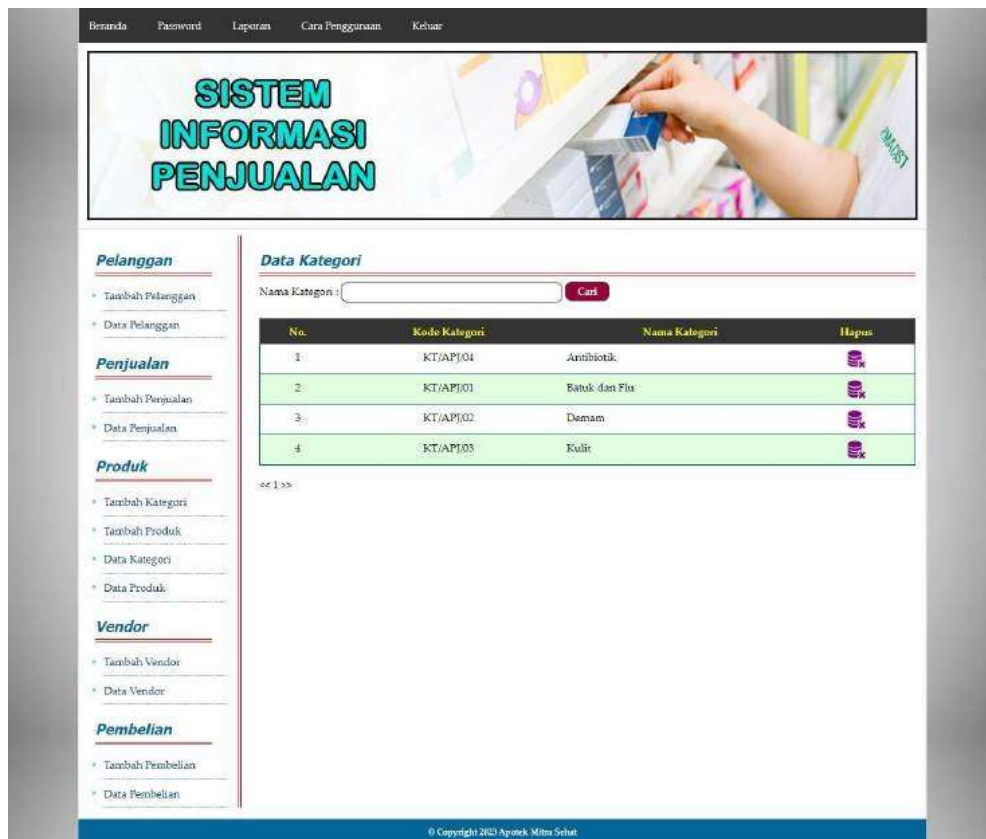 Beranda Password Laporan Cara Penggunaan Keluar
SISTEM
INFORMASI
PENJUALAN
Pelanggan
Tambah Pelanggan
Data Pelanggan
Penjualan
Tambah Penjualan
Data Penjualan
Produk
Tambah Kategori
Tambah Produk
Data Kategori
Data Produk
Vendor
Tambah Vendor
Data Vendor
Pembelian
Tambah Pembelian
Data Pembelian
Data Kategori
Nama Kategori : Cari
No. Kode Kategori Nama Kategori Hapus
1 KT/APJ/04 Antibiotik
2 KT/APJ/01 Batuk dan Flu
3 KT/APJ/02 Demam
4 KT/APJ/03 Kulit
<< 1 >>
© Copyright 2023 Apotek Mitra Sehat